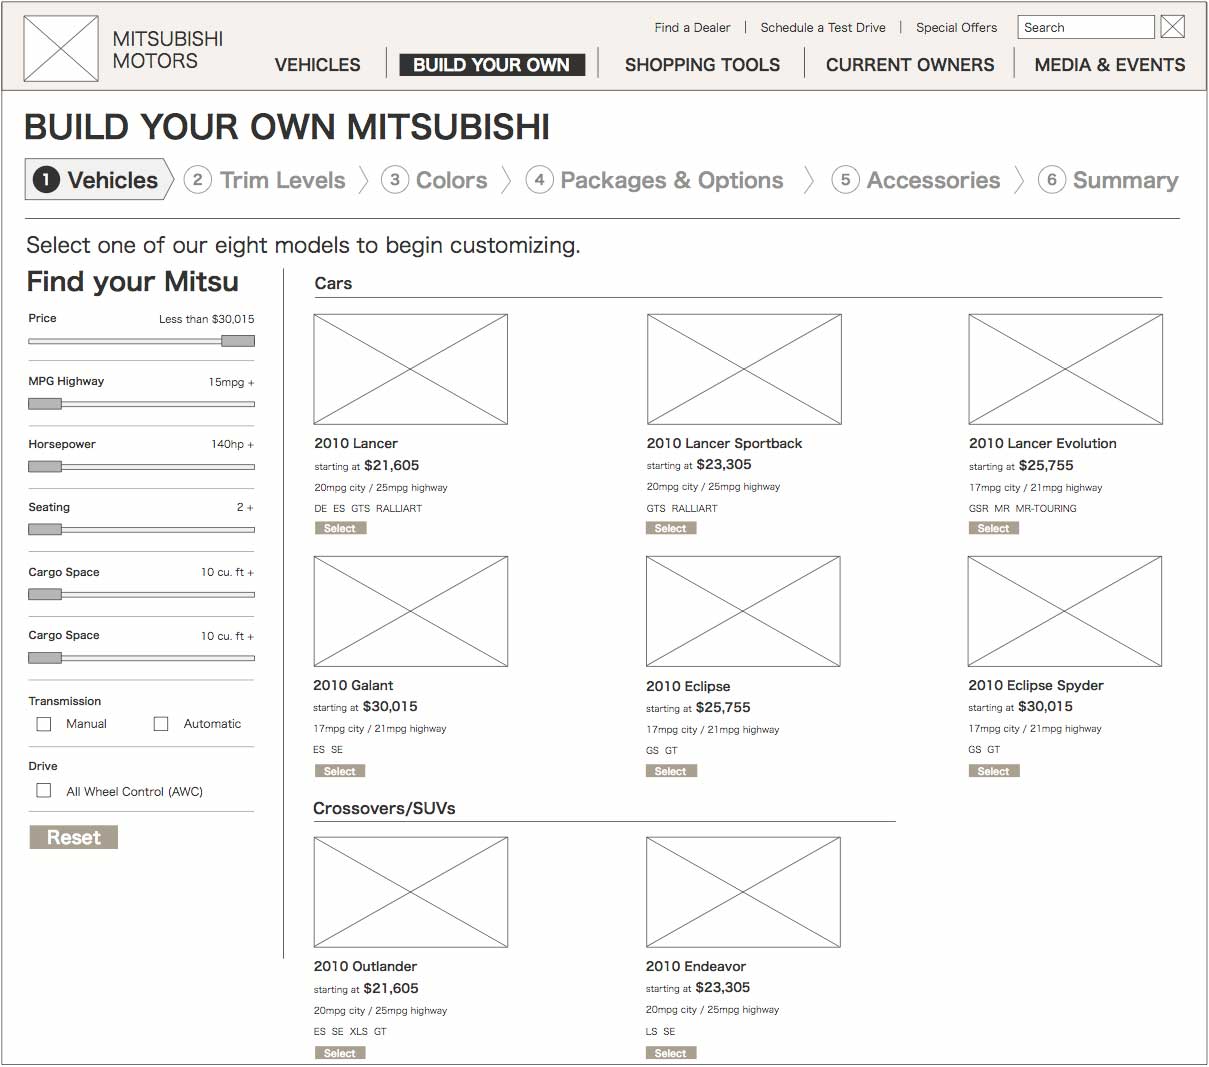 MITSUBISHI
MOTORS
Find a Dealer
Schedule a Test Drive
Special Offers
Search
VEHICLES
BUILD YOUR OWN
SHOPPING TOOLS
CURRENT OWNERS
MEDIA & EVENTS
BUILD YOUR OWN MITSUBISHI
1 Vehicles
2 Trim Levels
3 Colors
4 Packages & Options
5 Accessories
6 Summary
Select one of our eight models to begin customizing.
Find your Mitsu
Price Less than $30,015
MPG Highway 15mpg +
Horsepower 140hp +
Seating 2 +
Cargo Space 10 cu. ft +
Cargo Space 10 cu. ft +
Transmission
Manual Automatic
Drive
All Wheel Control (AWC)
Reset
Cars
2010 Lancer
starting at $21,605
20mpg city / 25mpg highway
DE ES GTS RALLIART
Select
2010 Lancer Sportback
starting at $23,305
20mpg city / 25mpg highway
GTS RALLIART
Select
2010 Lancer Evolution
starting at $25,755
17mpg city / 21mpg highway
GSR MR MR-TOURING
Select
2010 Galant
starting at $30,015
17mpg city / 21mpg highway
ES SE
Select
2010 Eclipse
starting at $25,755
17mpg city / 21mpg highway
GS GT
Select
2010 Eclipse Spyder
starting at $30,015
17mpg city / 21mpg highway
GS GT
Select
Crossovers/SUVs
2010 Outlander
starting at $21,605
20mpg city / 25mpg highway
ES SE XLS GT
Select
2010 Endeavor
starting at $23,305
20mpg city / 25mpg highway
LS SE
Select